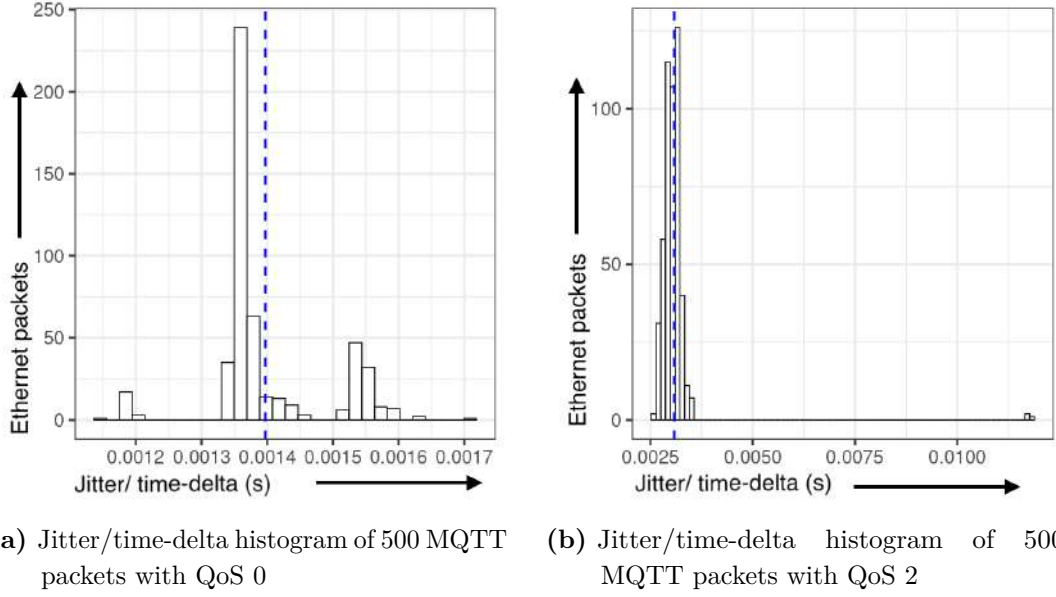 250
200
150
100
50
0
Ethernet packets
0.0012 0.0013 0.0014 0.0015 0.0016 0.0017
Jitter/ time-delta (s)
100
50
0
Ethernet packets
0.0025 0.0050 0.0075 0.0100
Jitter/ time-delta (s)
a) Jitter/time-delta histogram of 500 MQTT
packets with QoS 0
(b) Jitter/time-delta histogram of 500
MQTT packets with QoS 2